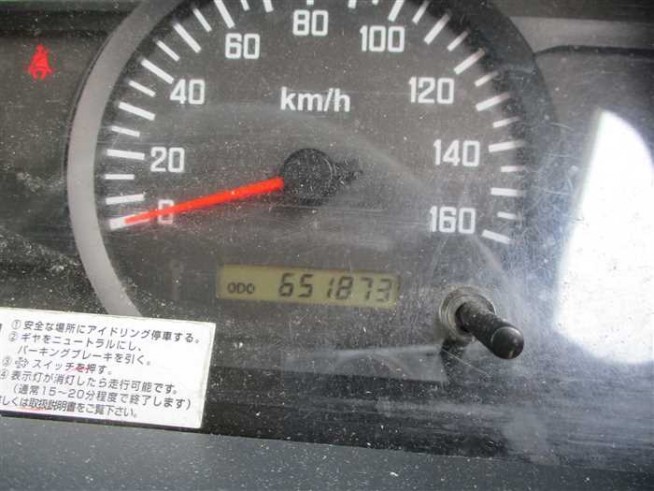 80
60
100
40
km/h
120
20
140
0
160
ODO 651873
①安全な場所にアイドリング停車する。
②ギヤをニュートラルにし、
パーキングブレーキを引く。
③ スイッチを押す。
④表示灯が消灯したら走行可能です。
(通常15~20分程度で終了します)
しくは取扱説明書をご覧下さい。